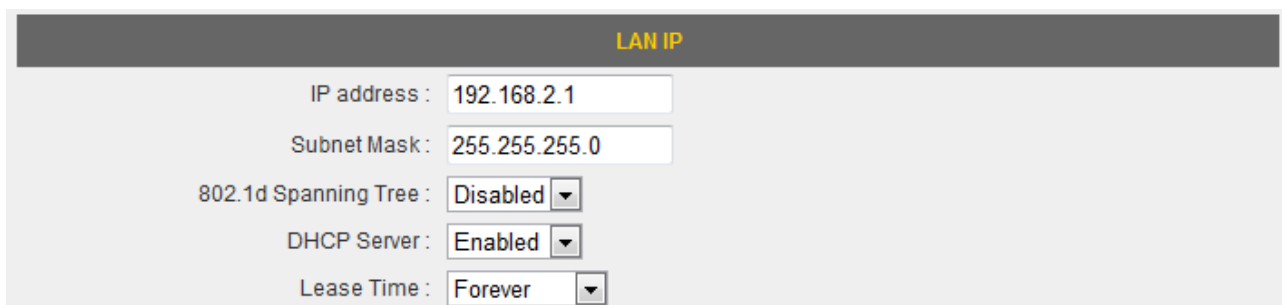 LAN IP
IP address : 192.168.2.1
Subnet Mask : 255.255.255.0
802.1d Spanning Tree : Disabled
DHCP Server : Enabled
Lease Time : Forever